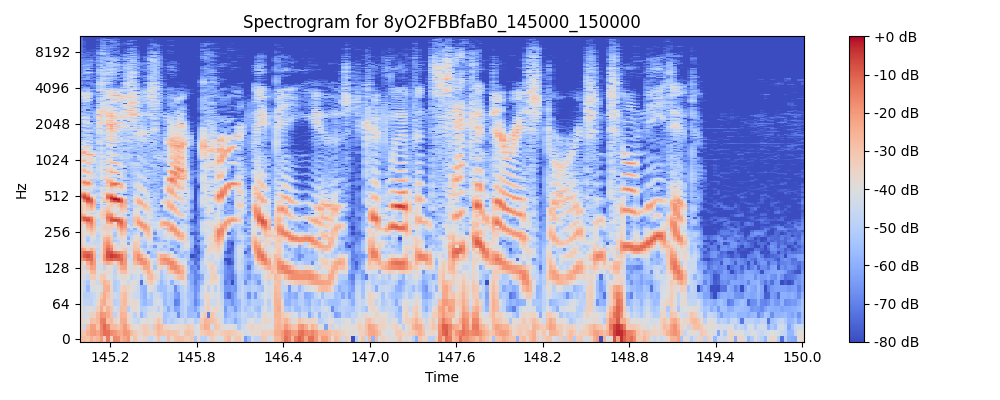 Spectrogram for 8yO2FBBfaB0_145000_150000
Hz
8192
4096
2048
1024
512
256
128
64
0
145.2 145.8 146.4 147.0 147.6 148.2 148.8 149.4 150.0
Time
+0 dB
-10 dB
-20 dB
-30 dB
-40 dB
-50 dB
-60 dB
-70 dB
-80 dB